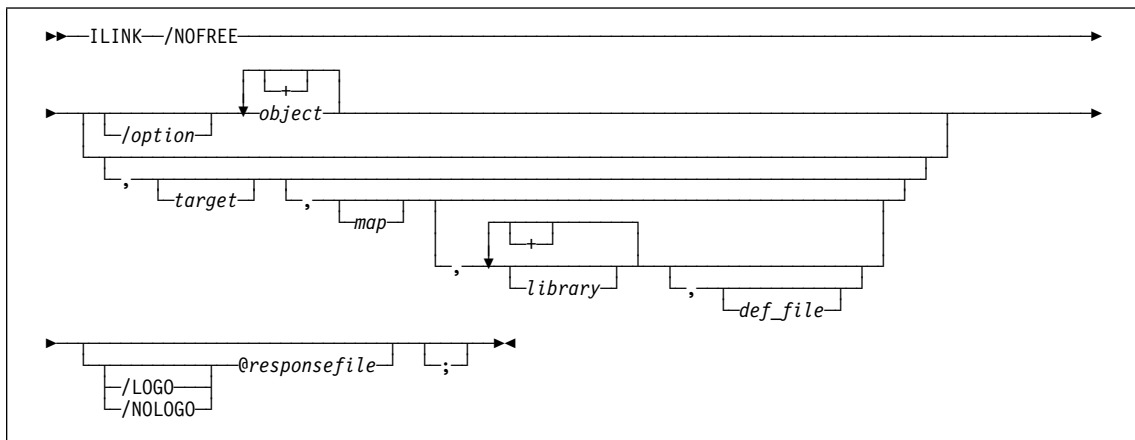 ILINK /NOFREE
+
/option object
, target , map
+
, library , def_file
@responsefile ;
/LOGO
/NOLOGO